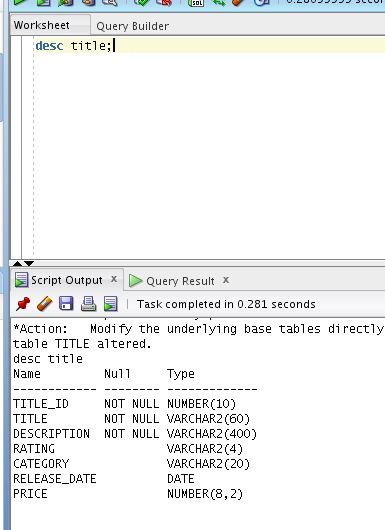 Worksheet Query Builder
desc title;
Script Output x Query Result x
Task completed in 0.281 seconds
*Action: Modify the underlying base tables directly
table TITLE altered.
desc title
Name Null Type
------------ -------- -------------
TITLE_ID NOT NULL NUMBER(10)
TITLE NOT NULL VARCHAR2(60)
DESCRIPTION NOT NULL VARCHAR2(400)
RATING VARCHAR2(4)
CATEGORY VARCHAR2(20)
RELEASE_DATE DATE
PRICE NUMBER(8,2)